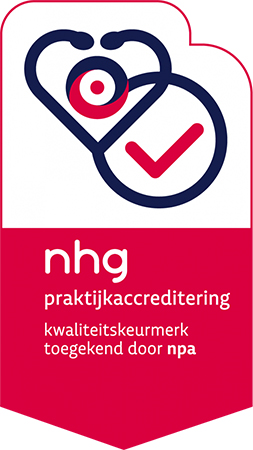 nhg
praktijkaccreditering
kwaliteitskeurmerk
toegekend door npa